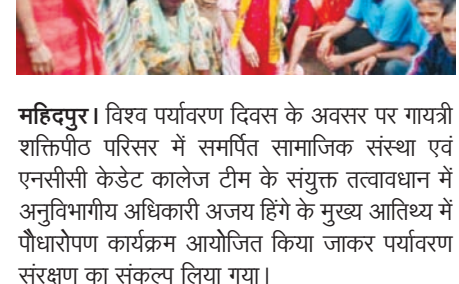 महिदपुर। विश्व पर्यावरण दिवस के अवसर पर गायत्री
शक्तिपीठ परिसर में समर्पित सामाजिक संस्था एवं
एनसीसी केडेट कालेज टीम के संयुक्त तत्वावधान में
अनुविभागीय अधिकारी अजय हिंगे के मुख्य आतिथ्य में
पौधारोपण कार्यक्रम आयोजित किया जाकर पर्यावरण
संरक्षण का संकल्प लिया गया।